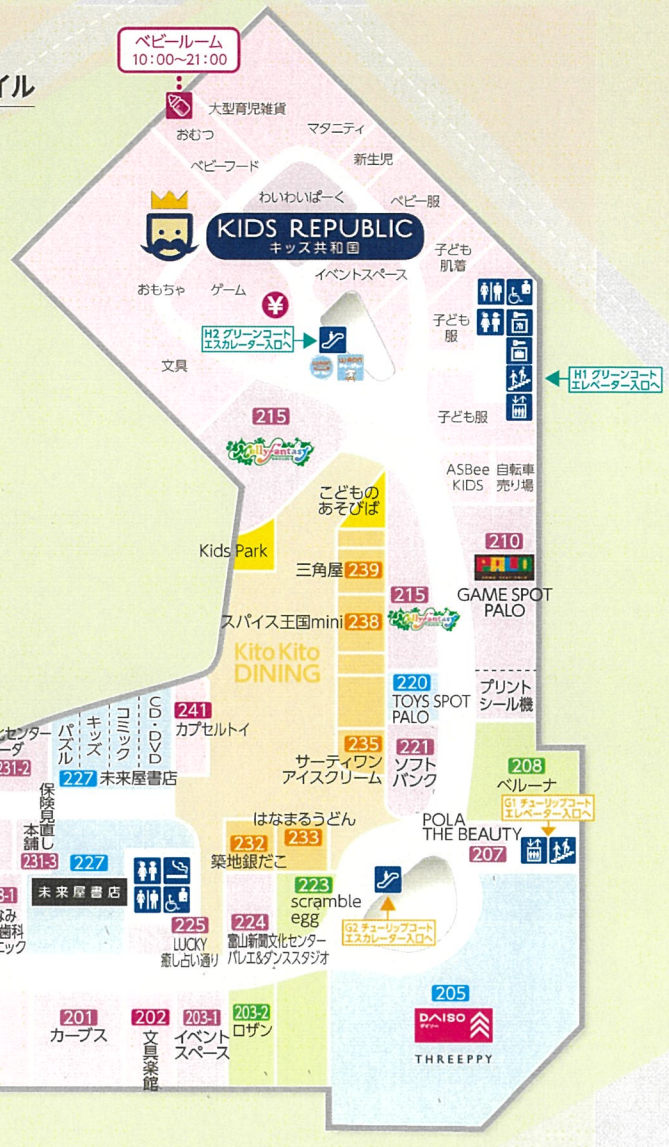 ベビールーム
10:00〜21:00
イル
大型育児雑貨
おむつ
マタニティ
ベビーフード
新生児
わいわいぱーく
ベビー服
KIDS REPUBLIC
キッズ共和国
子ども
肌着
イベントスペース
おもちゃ
ゲーム
¥
子ども
服
H2 グリーンコート
エスカレーター入口へ
文具
H1 グリーンコート
エレベーター入口へ
子ども服
215
Mollyfantasy
ASBee
KIDS
自転車
売り場
こどもの
あそびば
Kids Park
210
PALO
GAME SPOT
PALO
三角屋 239
215
Mollyfantasy
スパイス王国mini 238
Kito Kito
DINING
220
TOYS SPOT
PALO
プリント
シール機
241
カプセルトイ
CD・DVD
コミック
キッズ
パズル
227 未来屋書店
センター
ーダ
231-2
235
サーティワン
アイスクリーム
221
ソフト
バンク
208
ベルーナ
G1 チューリップコート
エレベーター入口へ
保険見直し
本舗
231-3
はなまるうどん
232
233
築地銀だこ
POLA
THE BEAUTY
207
227
未来屋書店
223
scramble
egg
G2 チューリップコート
エスカレーター入口へ
3-1
なみ
歯科
ニック
225
LUCKY
癒し占い通り
224
富山新聞文化センター
バレエ&ダンススタジオ
205
DAISO
ダイソー
THREEPPY
201
カーブス
202
文具楽館
203-1
イベント
スペース
203-2
ロザン